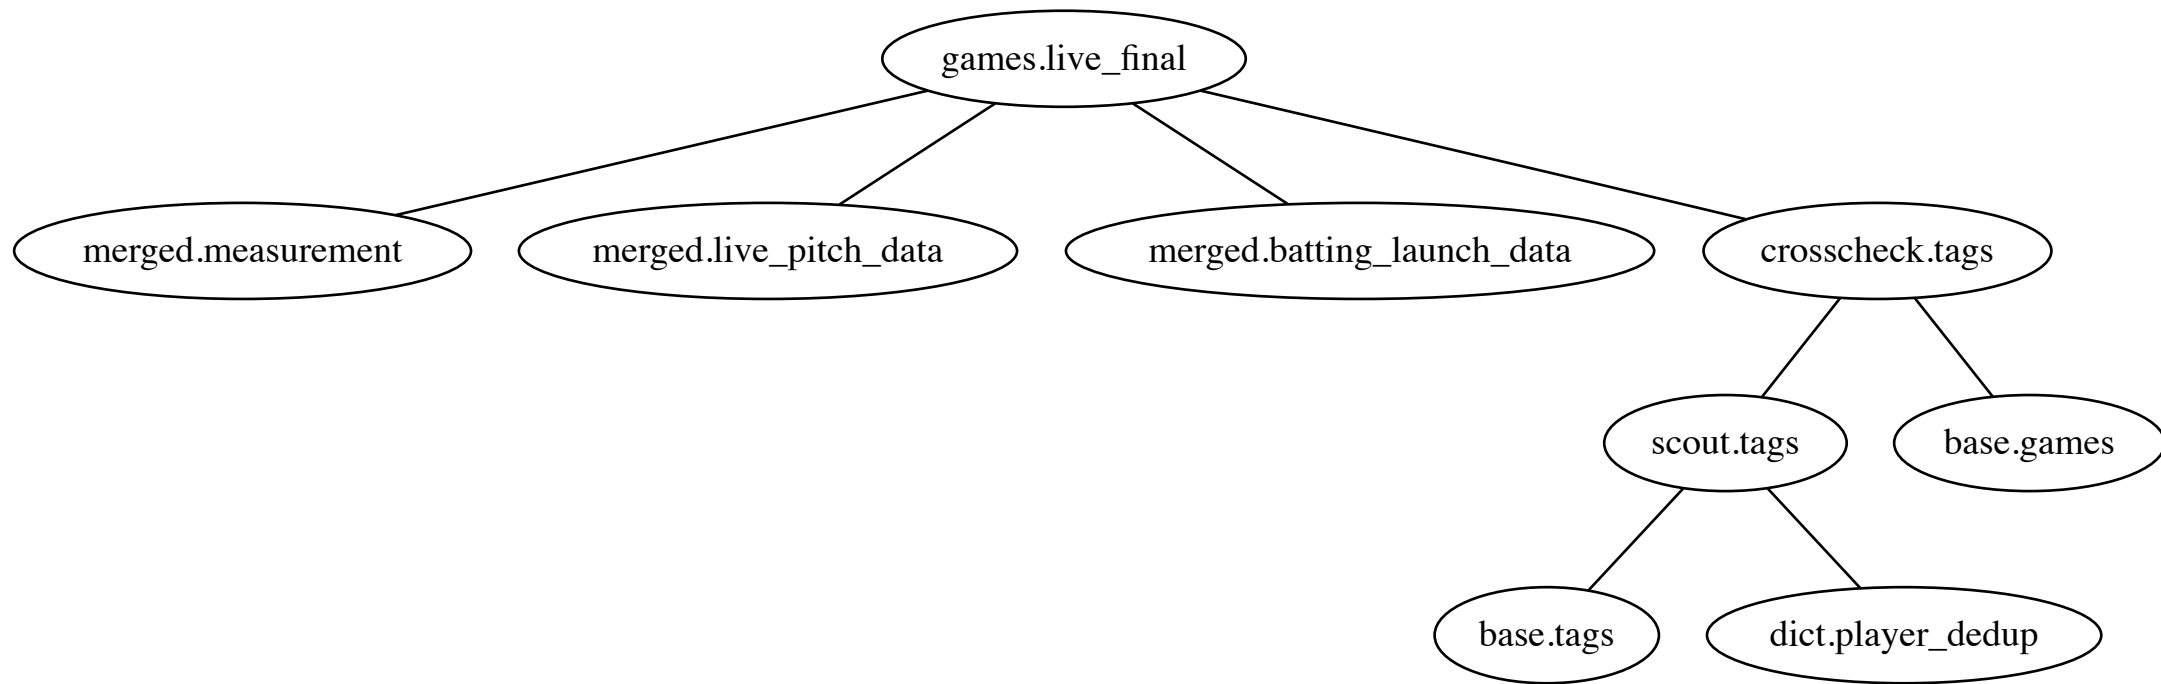 games.live_final
merged.measurement
merged.live_pitch_data
merged.batting_launch_data
crosscheck.tags
scout.tags
base.games
base.tags
dict.player_dedup